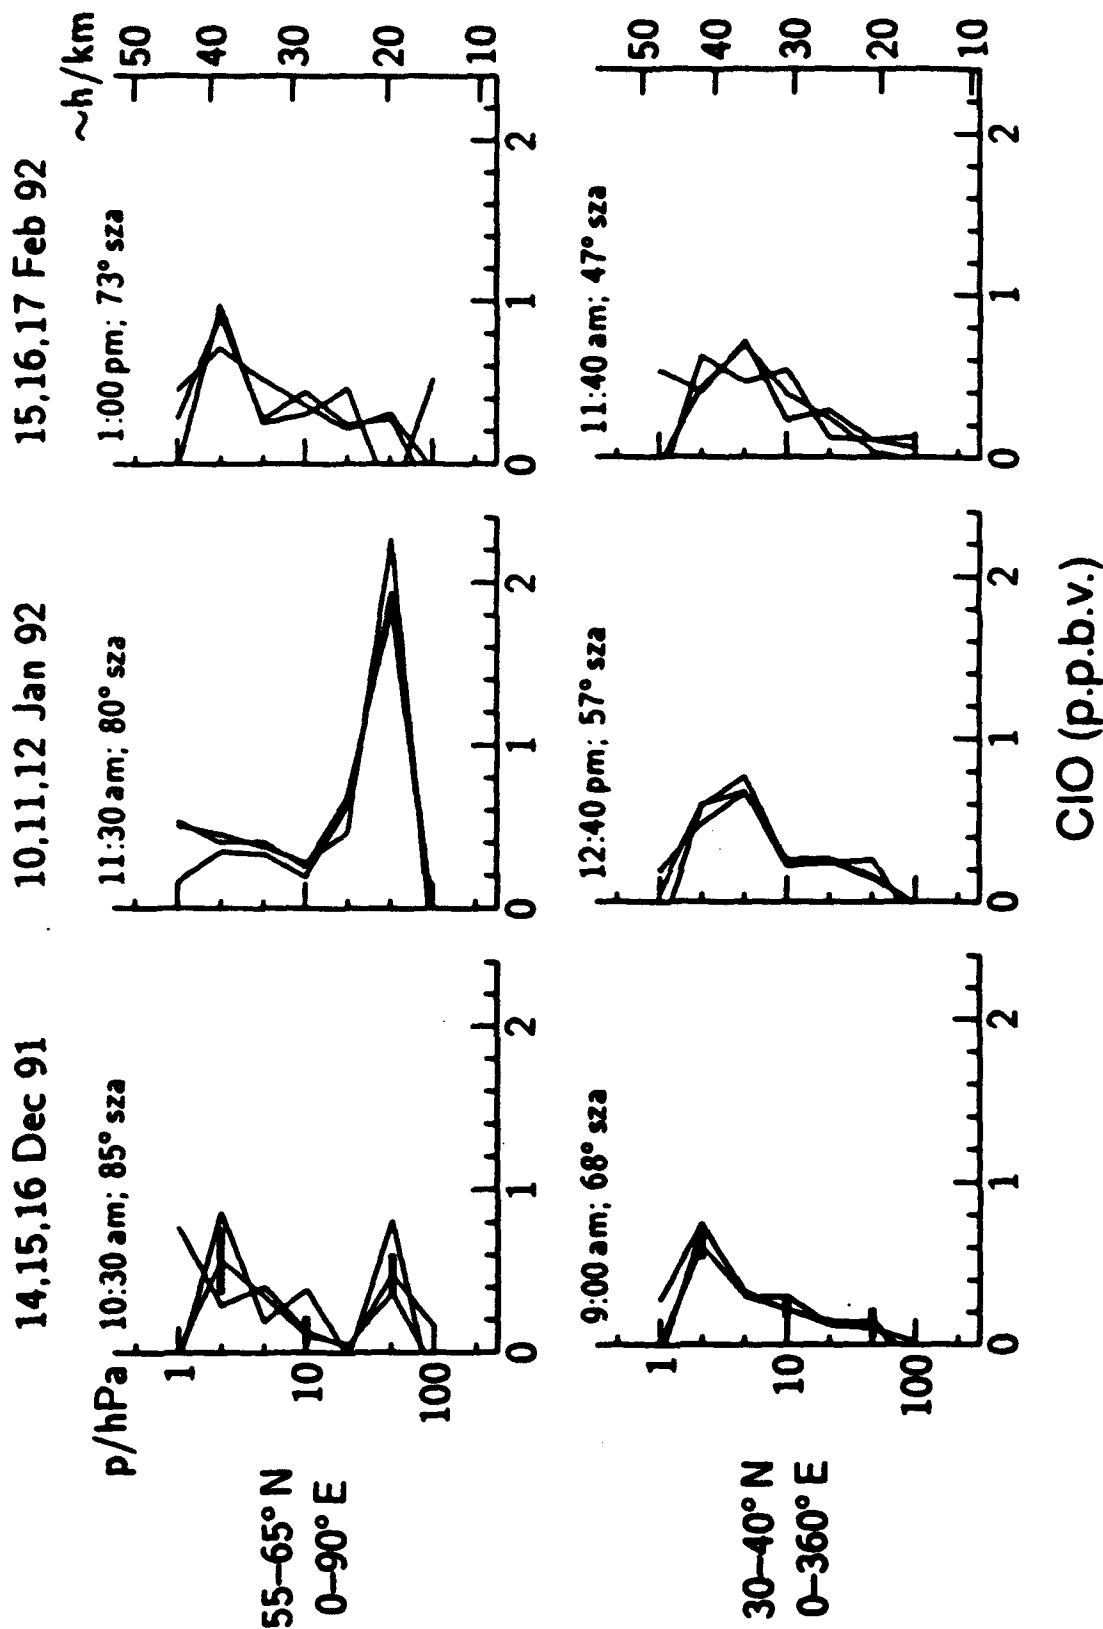 14,15,16 Dec 91
10,11,12 Jan 92
15,16,17 Feb 92
p/hPa
~h/km
55–65° N
0–90° E
10:30 am; 85° sza
11:30 am; 80° sza
1:00 pm; 73° sza
1
10
100
50
40
30
20
10
0
1
2
0
1
2
0
1
2
30–40° N
0–360° E
9:00 am; 68° sza
12:40 pm; 57° sza
11:40 am; 47° sza
1
10
100
50
40
30
20
10
0
1
2
0
1
2
0
1
2
ClO (p.p.b.v.)